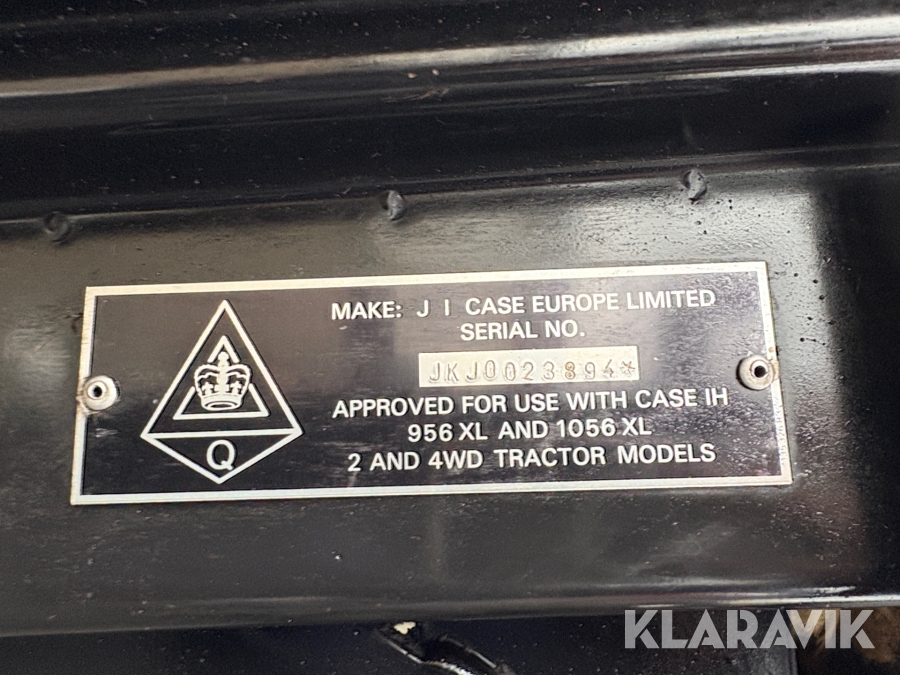 MAKE: J I CASE EUROPE LIMITED
SERIAL NO.
JKJ0023894*
APPROVED FOR USE WITH CASE IH
956 XL AND 1056 XL
2 AND 4WD TRACTOR MODELS
Q
KLARAVIK